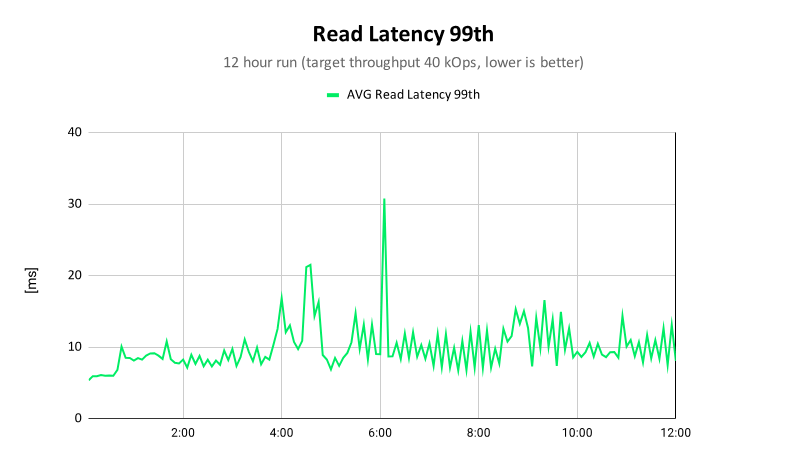 Read Latency 99th
12 hour run (target throughput 40 kOps, lower is better)
AVG Read Latency 99th
40
30
20
10
0
[ms]
2:00
4:00
6:00
8:00
10:00
12:00